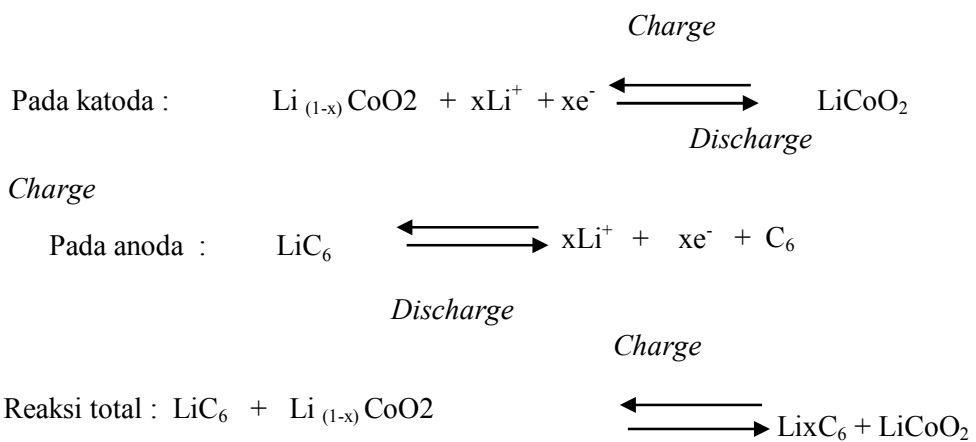 Charge
Pada katoda : Li (1-x) CoO2 + xLi⁺ + xe⁻ ⇄ LiCoO₂
Discharge
Charge
Pada anoda : LiC₆ ⇄ xLi⁺ + xe⁻ + C₆
Discharge
Charge
Reaksi total : LiC₆ + Li (1-x) CoO2 ⇄ LixC₆ + LiCoO₂